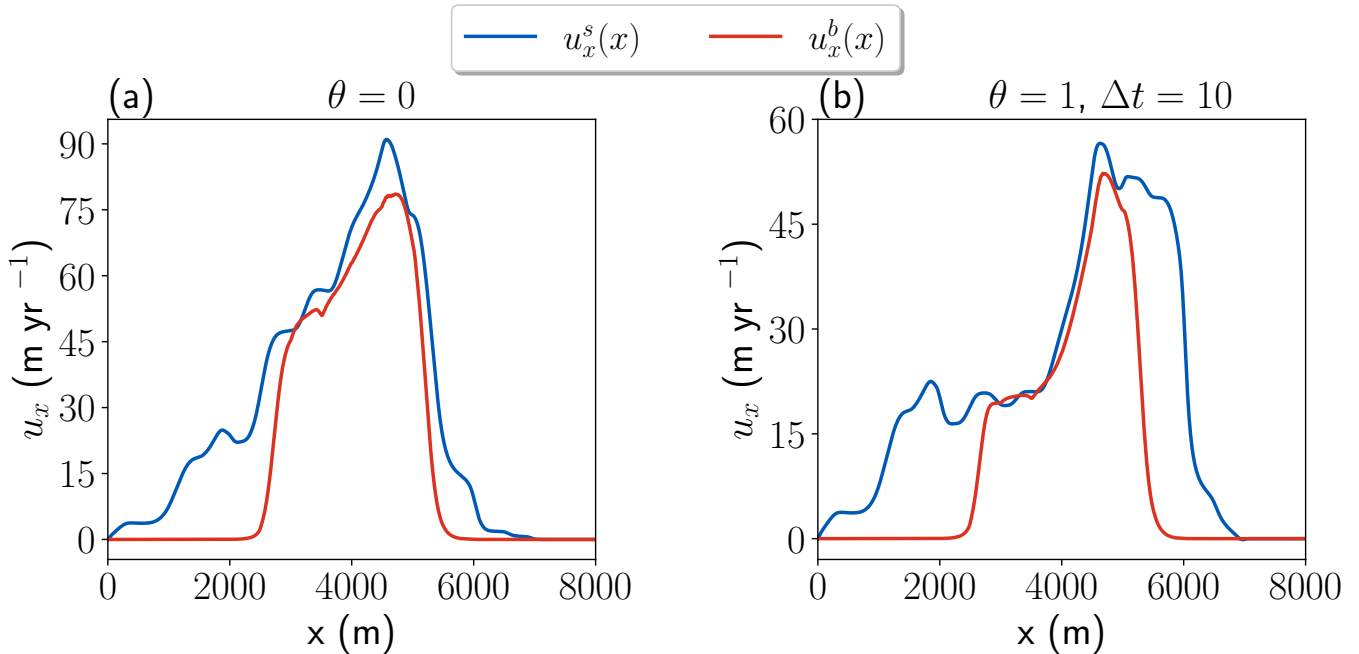 u_x^s(x) u_x^b(x)
(a) θ = 0
(b) θ = 1, Δt = 10
90
75
60
45
30
15
0
u_x (m yr ⁻¹)
0 2000 4000 6000 8000
x (m)
60
45
30
15
0
u_x (m yr ⁻¹)
0 2000 4000 6000 8000
x (m)